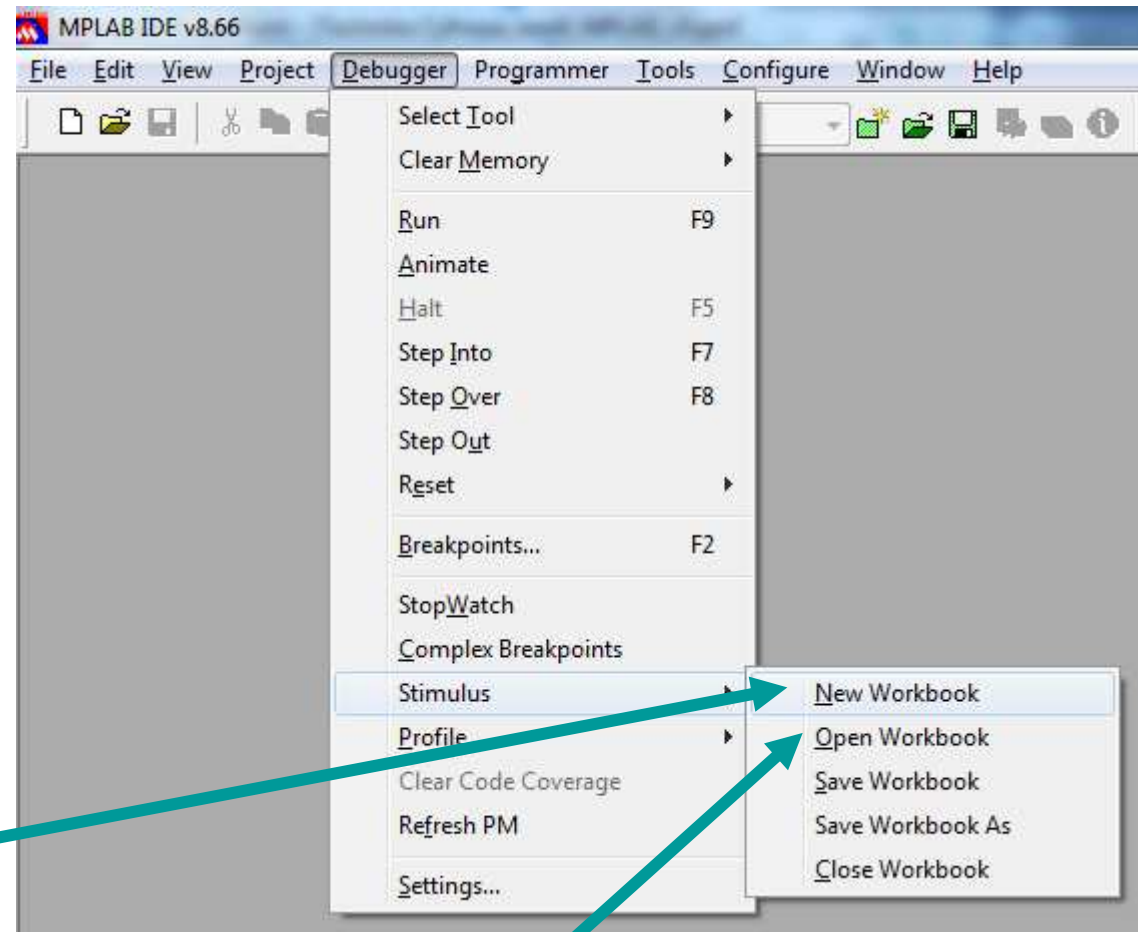 MPLAB IDE v8.66
File Edit View Project Debugger Programmer Tools Configure Window Help
Select Tool
Clear Memory
Run F9
Animate
Halt F5
Step Into F7
Step Over F8
Step Out
Reset
Breakpoints... F2
StopWatch
Complex Breakpoints
Stimulus New Workbook
Profile Open Workbook
Clear Code Coverage Save Workbook
Refresh PM Save Workbook As
Settings... Close Workbook